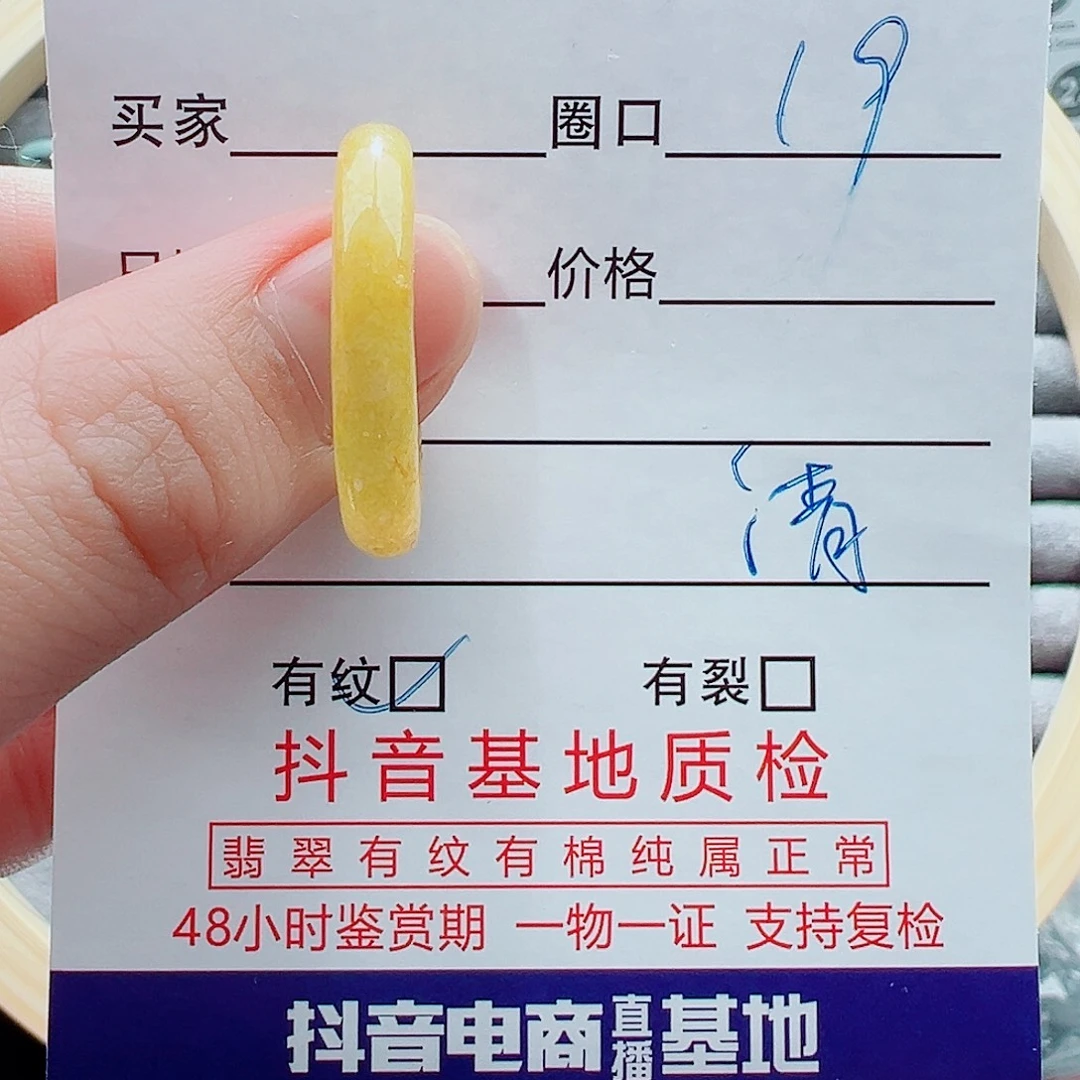 买家 圈口 19
价格
清
有纹 有裂
抖音基地质检
翡翠有纹有棉纯属正常
48小时鉴赏期 一物一证 支持复检
抖音电商直播基地